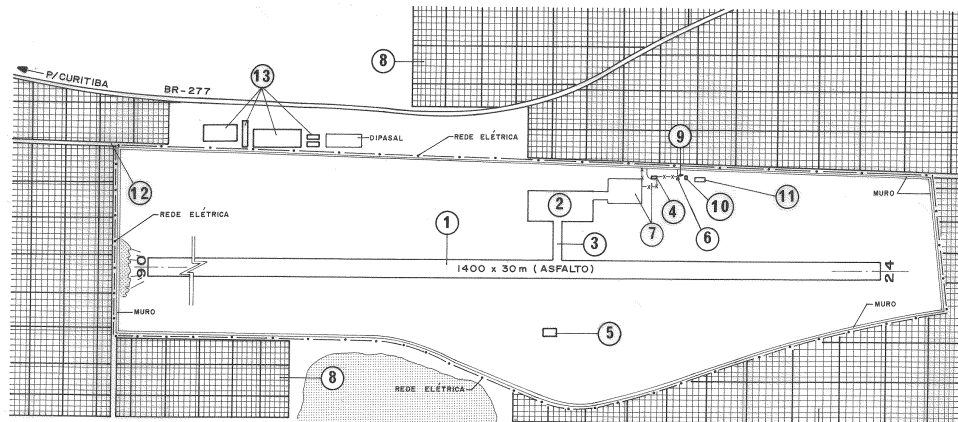 8
P/CURITIBA
BR-277
13
DIPASAL
REDE ELÉTRICA
9
12
REDE ELÉTRICA
MURO
2
7
4
6
10
11
1
3
06
1400 x 30m (ASFALTO)
24
MURO
MURO
5
8
REDE ELÉTRICA